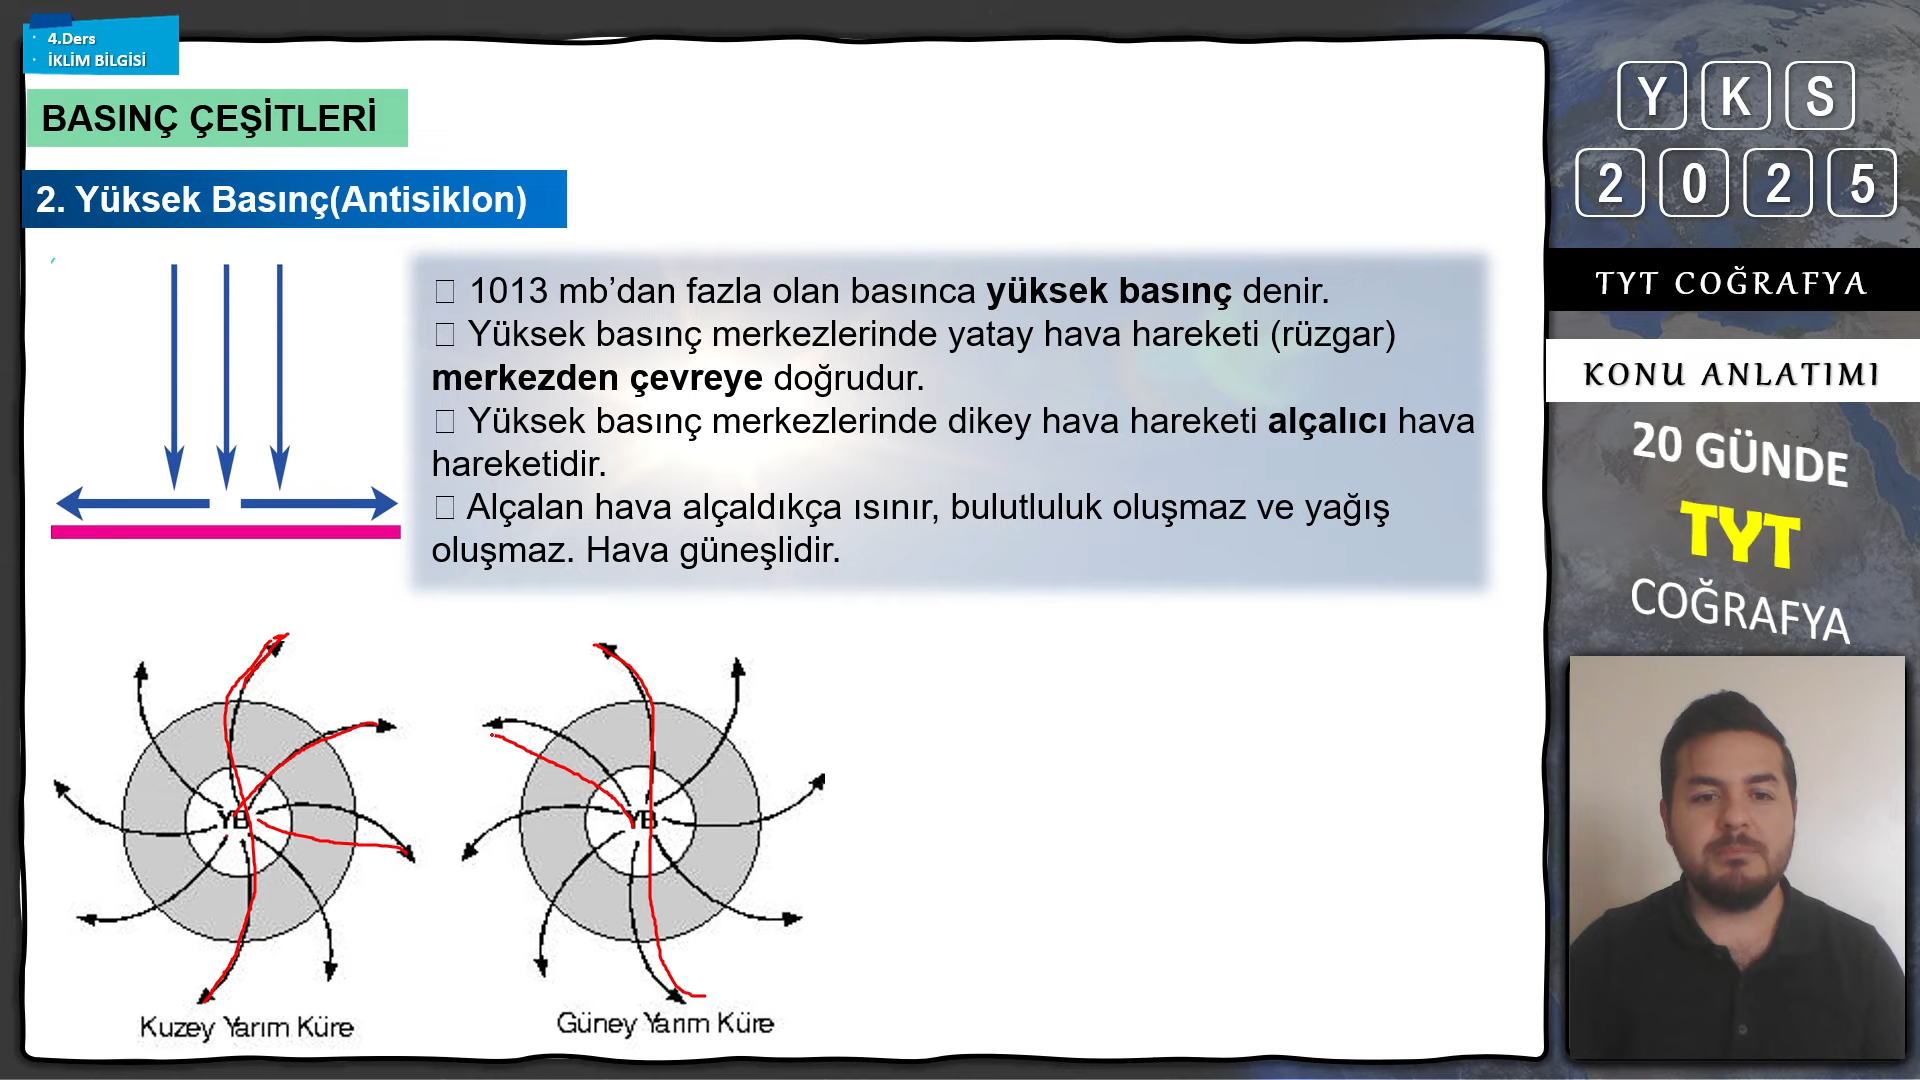 4.Ders
İKLİM BİLGİSİ
BASINÇ ÇEŞİTLERİ
2. Yüksek Basınç(Antisiklon)
1013 mb’dan fazla olan basınca yüksek basınç denir.
Yüksek basınç merkezlerinde yatay hava hareketi (rüzgar)
merkezden çevreye doğrudur.
Yüksek basınç merkezlerinde dikey hava hareketi alçalıcı hava
hareketidir.
Alçalan hava alçaldıkça ısınır, bulutluluk oluşmaz ve yağış
oluşmaz. Hava güneşlidir.
YB
YB
Kuzey Yarım Küre
Güney Yarım Küre
Y K S
2 0 2 5
TYT COĞRAFYA
KONU ANLATIMI
20 GÜNDE
TYT
COĞRAFYA